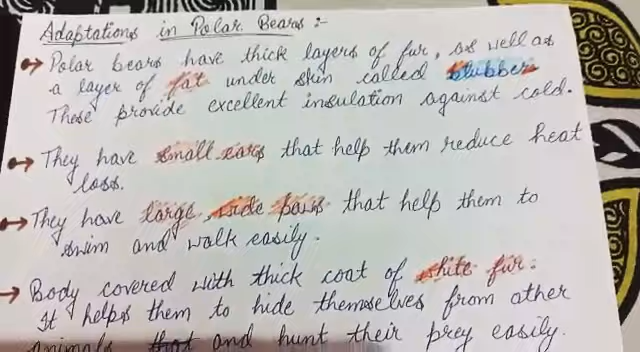 Adaptations in Polar Bears :-
Polar bears have thick layers of fur, as well as
a layer of fat under skin called blubber
These provide excellent insulation against cold.
They have small ears that help them reduce heat
loss.
They have large, wide paws that help them to
swim and walk easily.
Body covered with thick coat of white fur.
It helps them to hide themselves from other
animals that and hunt their prey easily.